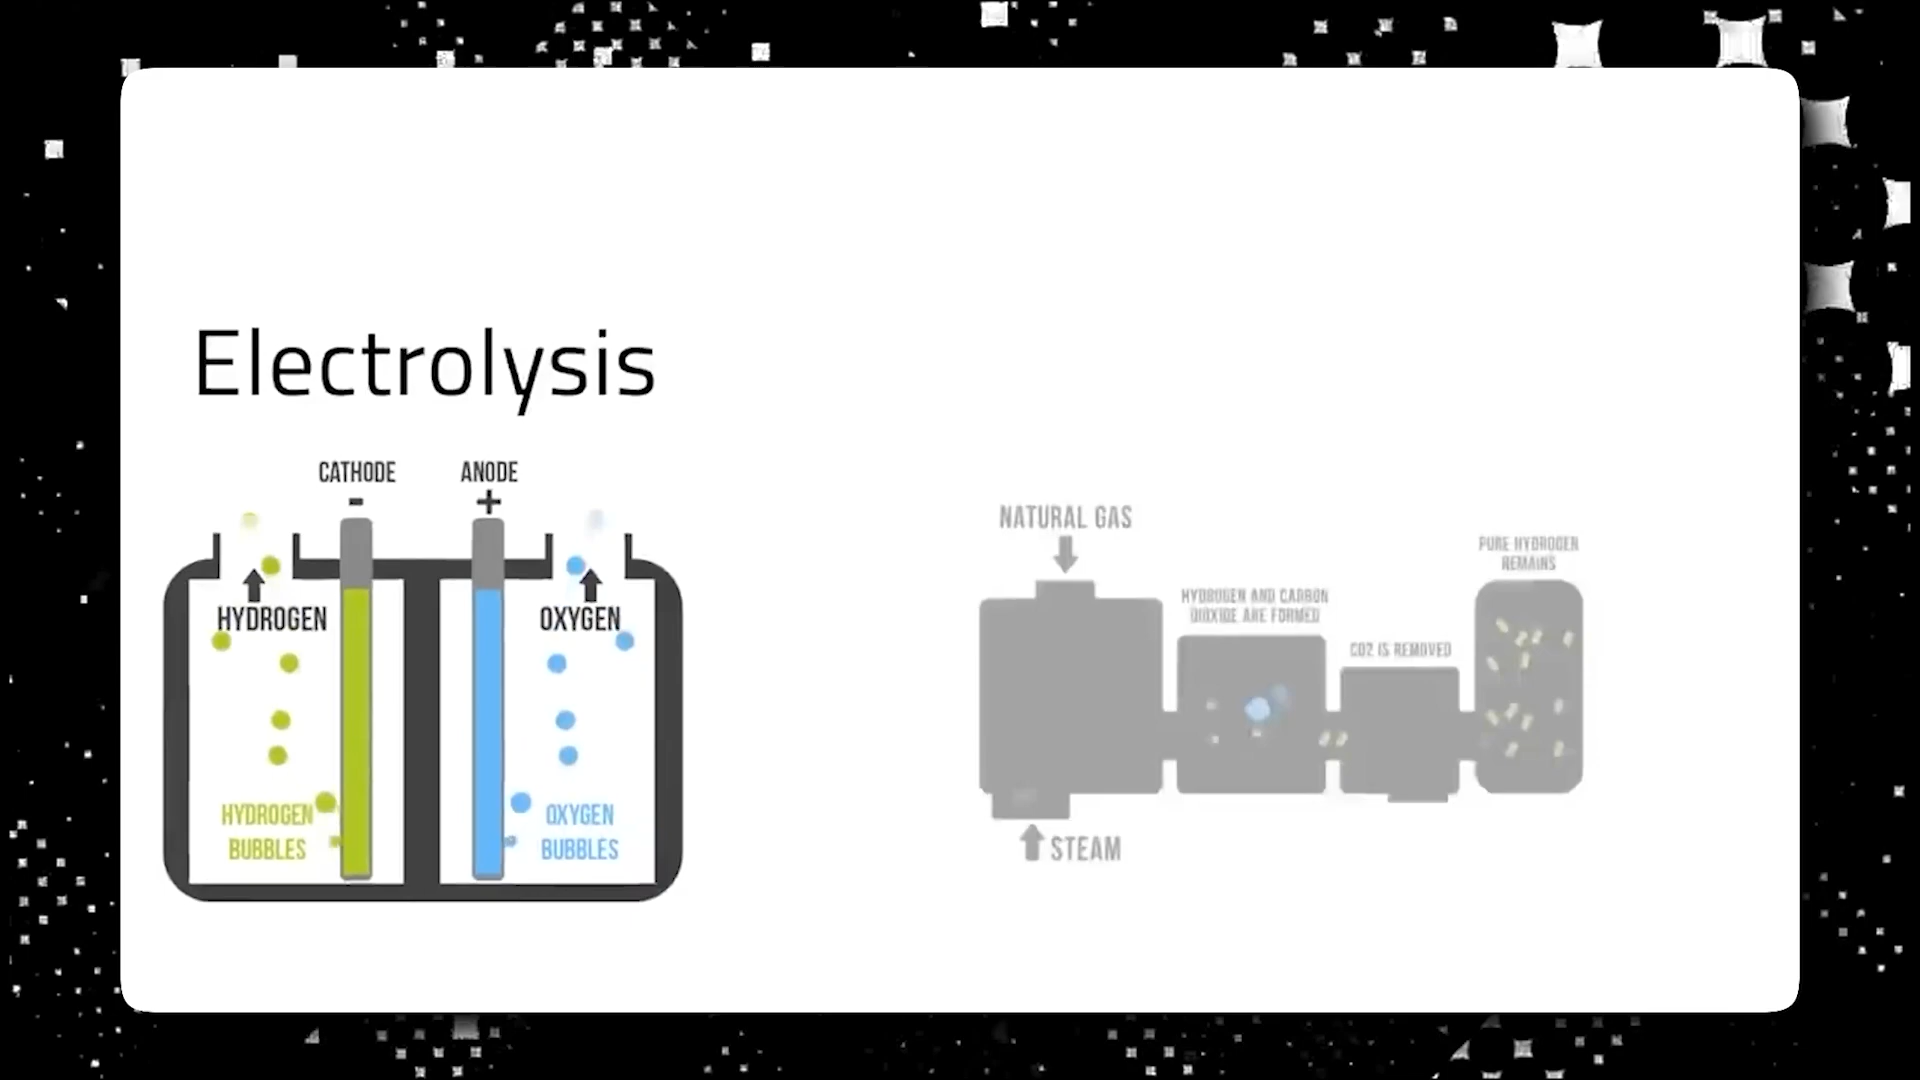 Electrolysis
CATHODE
-
ANODE
+
HYDROGEN
OXYGEN
HYDROGEN
BUBBLES
OXYGEN
BUBBLES
NATURAL GAS
STEAM
HYDROGEN AND CARBON
DIOXIDE ARE FORMED
CO2 IS REMOVED
PURE HYDROGEN
REMAINS